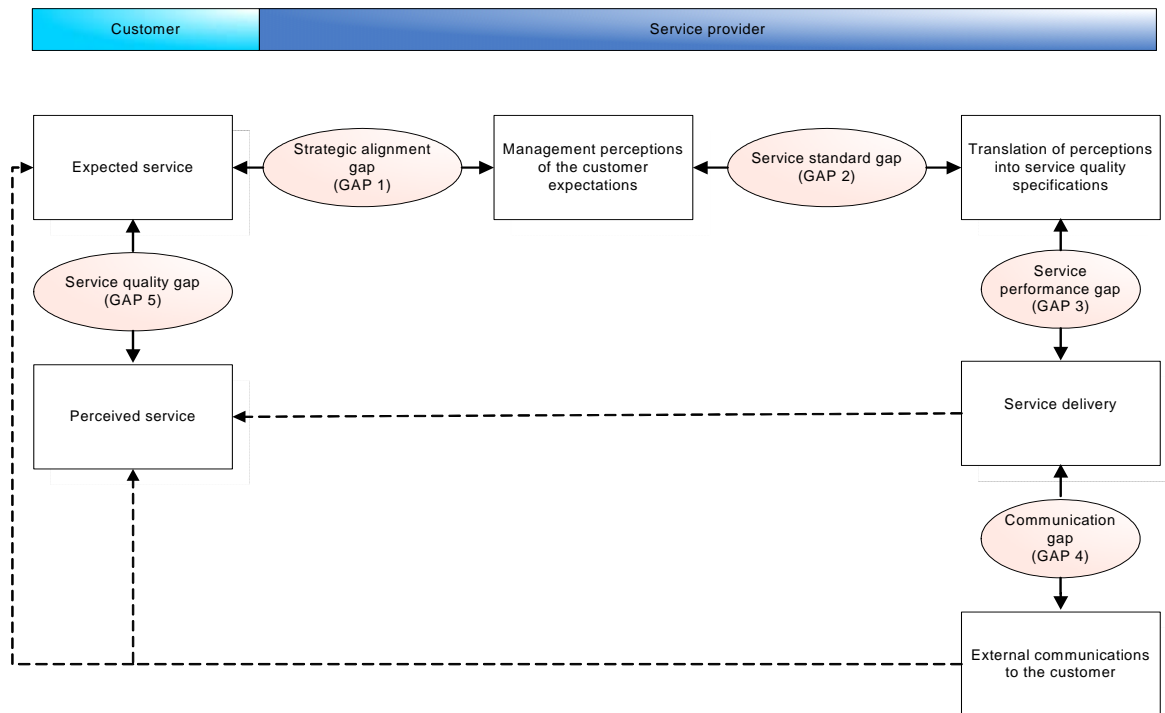 Customer
Service provider
Expected service
Strategic alignment
gap
(GAP 1)
Management perceptions
of the customer
expectations
Service standard gap
(GAP 2)
Translation of perceptions
into service quality
specifications
Service quality gap
(GAP 5)
Service
performance gap
(GAP 3)
Perceived service
Service delivery
Communication
gap
(GAP 4)
External communications
to the customer